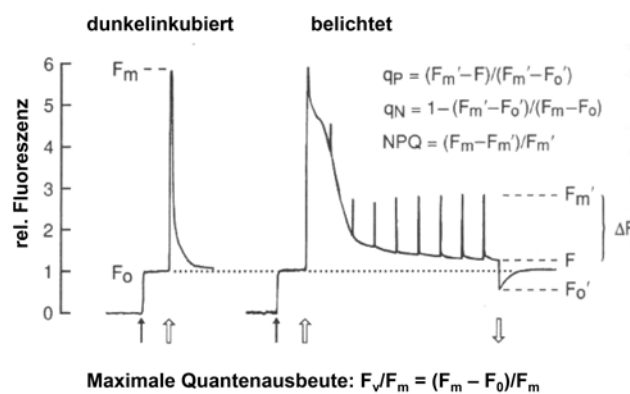 dunkelinkubiert belichtet
rel. Fluoreszenz
6
5
4
3
2
1
0
Fm
Fo
qP = (Fm′−F)/(Fm′−Fo′)
qN = 1−(Fm′−Fo′)/(Fm−Fo)
NPQ = (Fm−Fm′)/Fm′
Fm′
ΔF
F
Fo′
Maximale Quantenausbeute: Fv/Fm = (Fm – F0)/Fm